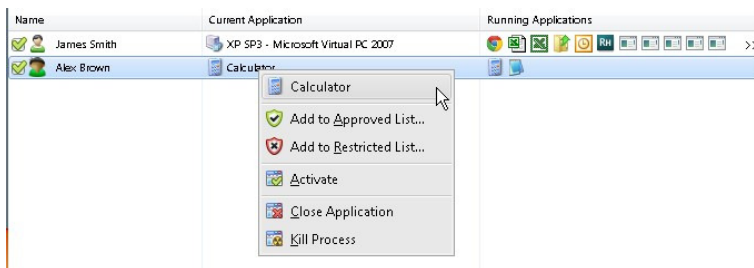 Name Current Application Running Applications
James Smith XP SP3 - Microsoft Virtual PC 2007 RH >>
Alex Brown Calculator
Calculator
Add to Approved List...
Add to Restricted List...
Activate
Close Application
Kill Process